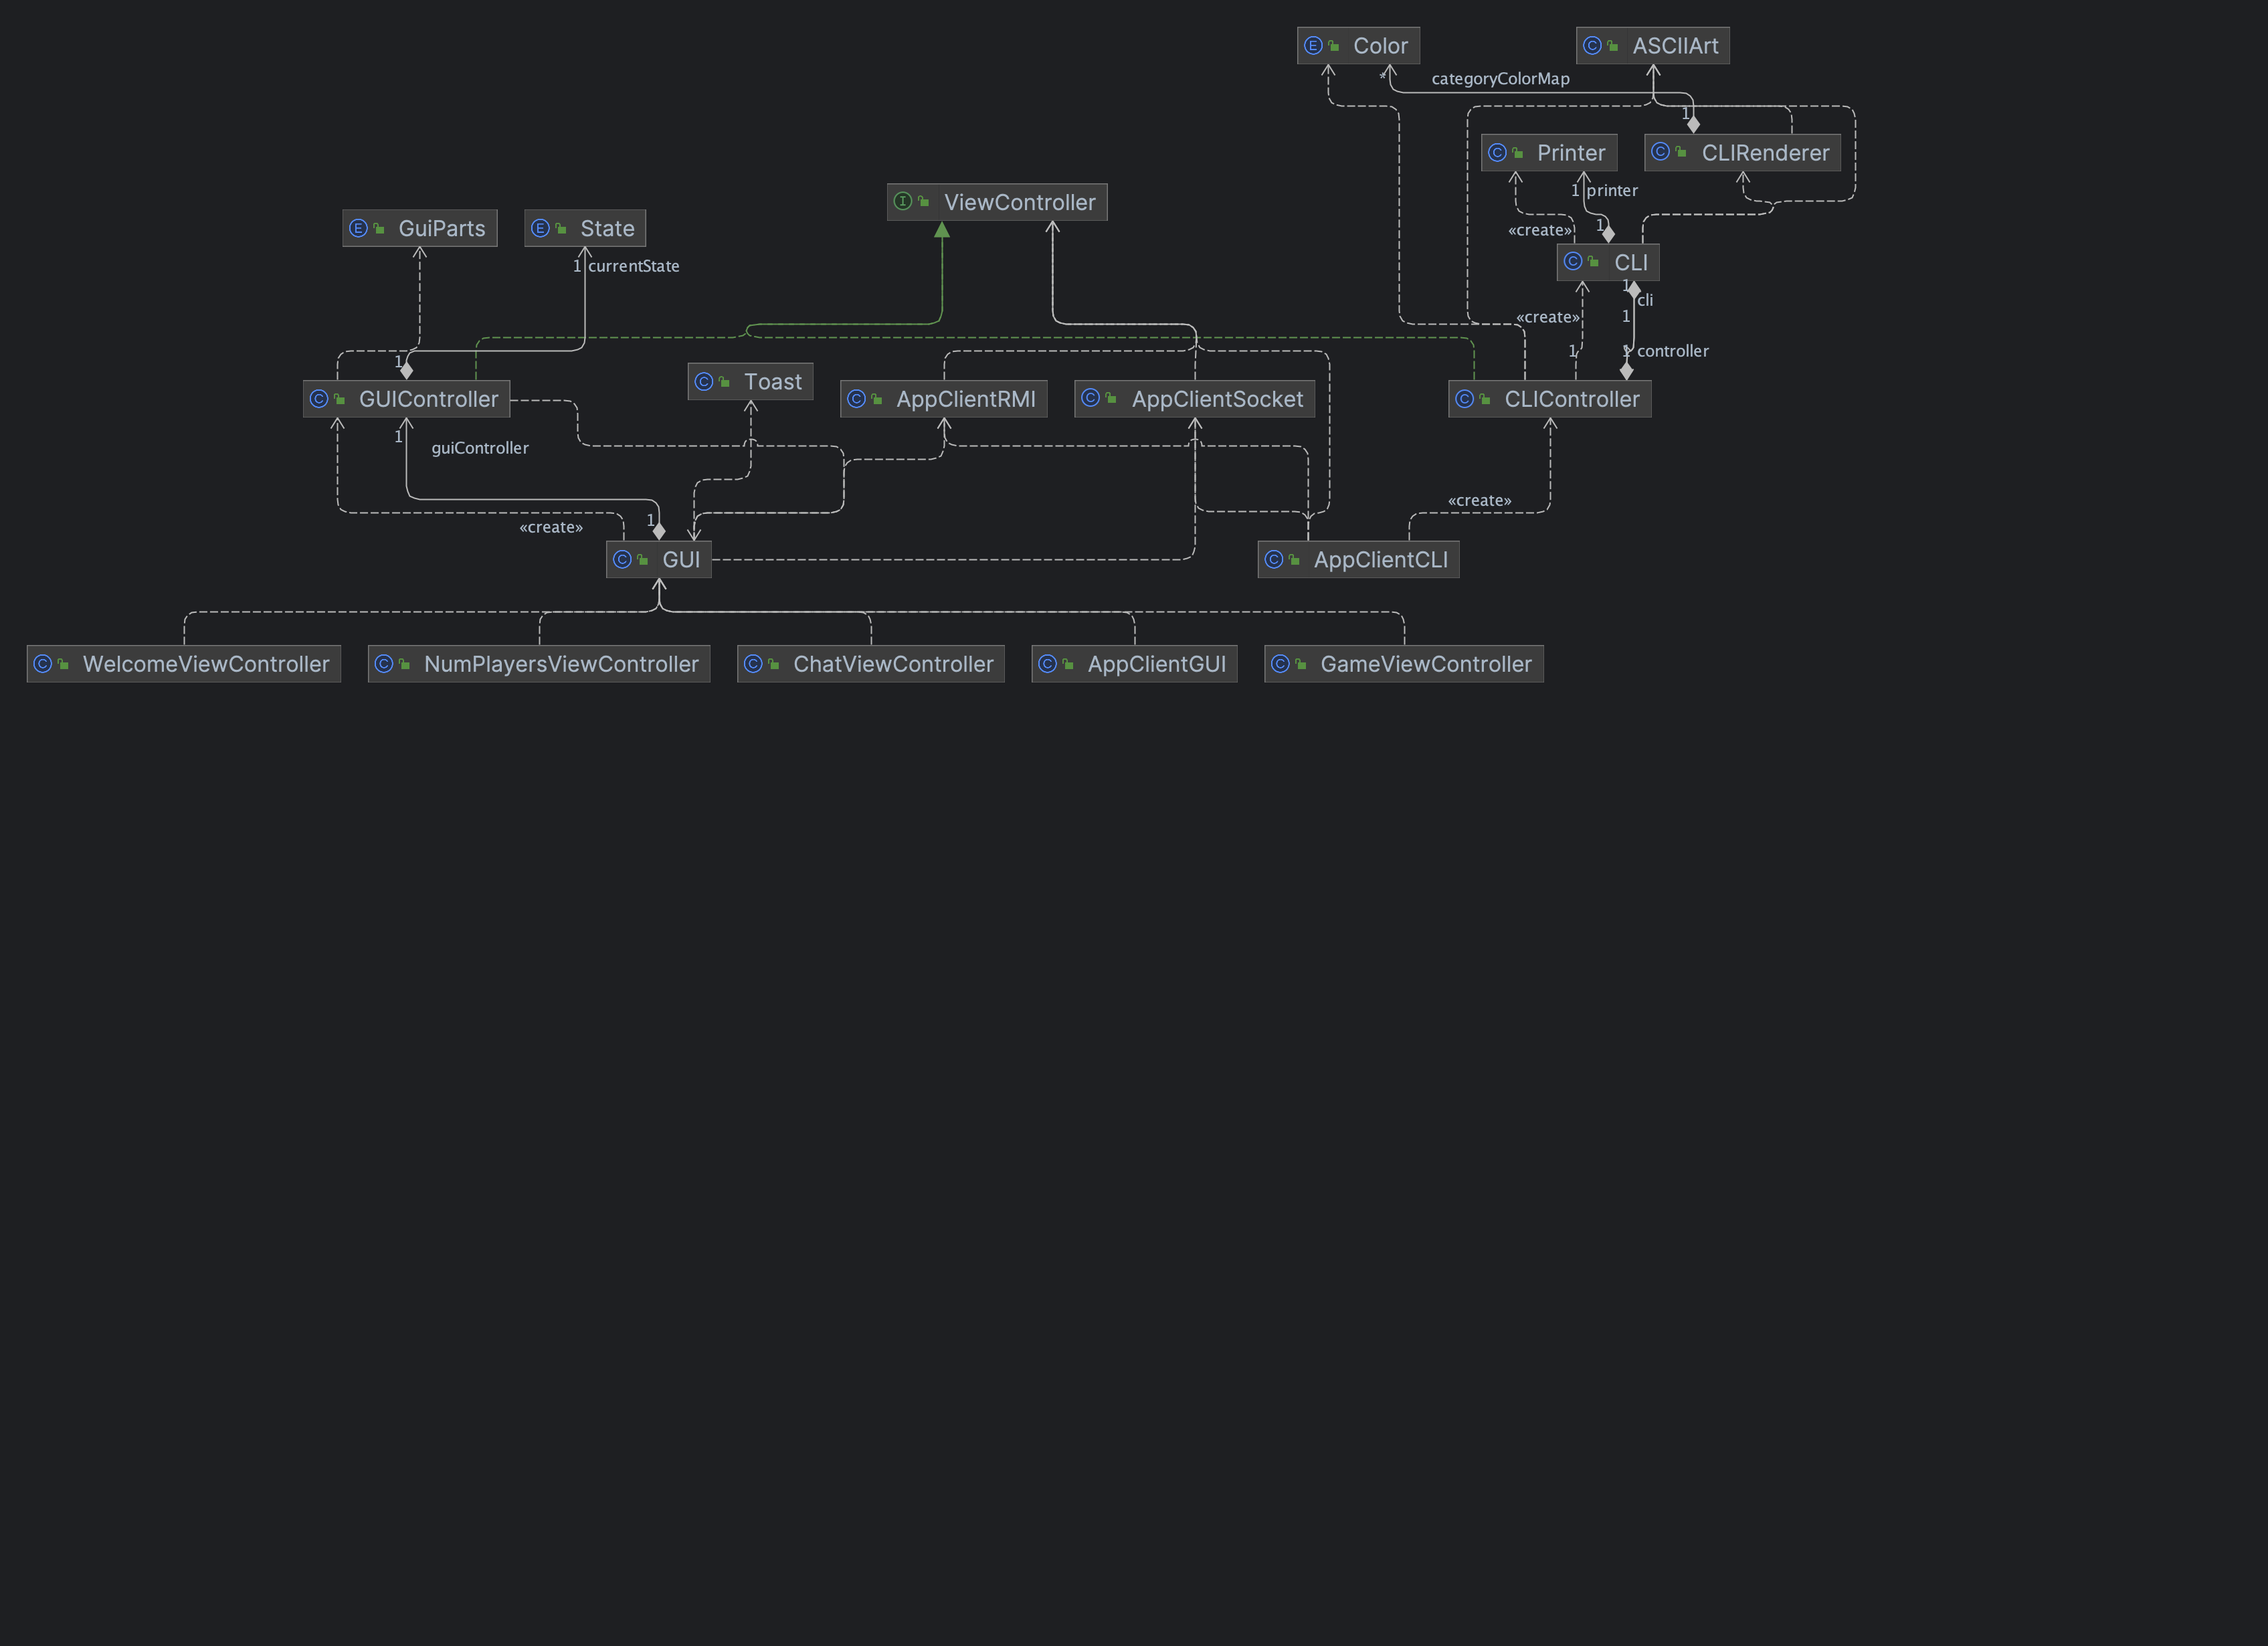 Color
ASCIIArt
*
categoryColorMap
1
Printer
CLIRenderer
1
printer
ViewController
GuiParts
State
«create»
1
CLI
1
currentState
1
cli
«create»
1
1
1
1
controller
Toast
GUIController
AppClientRMI
AppClientSocket
CLIController
1
guiController
«create»
1
«create»
GUI
AppClientCLI
WelcomeViewController
NumPlayersViewController
ChatViewController
AppClientGUI
GameViewController